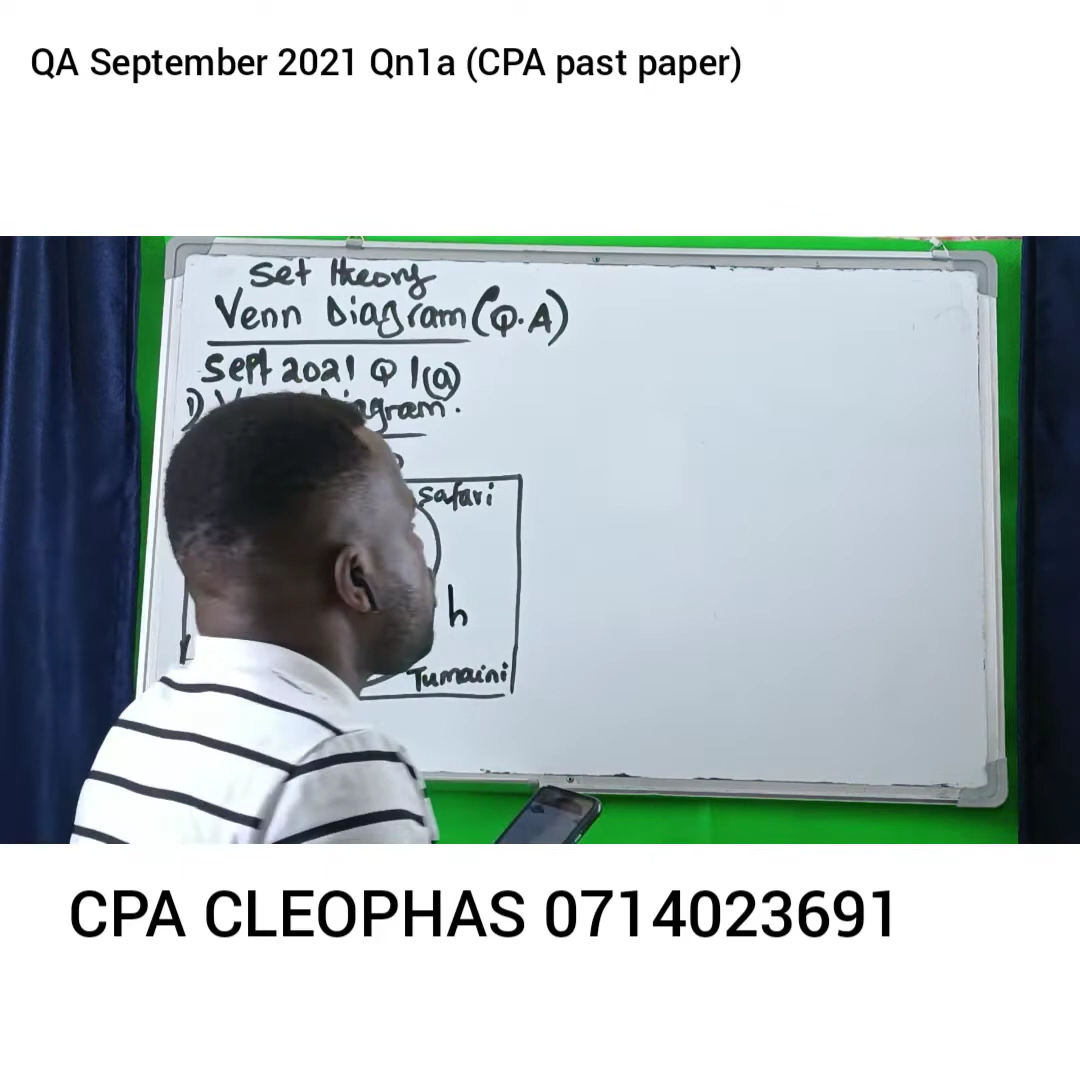 QA September 2021 Qn1a (CPA past paper)
Set theory
Venn Diagram (Q.A)
Sept 2021 Q 1(a)
1)
Safari
h
Tumaini
CPA CLEOPHAS 0714023691